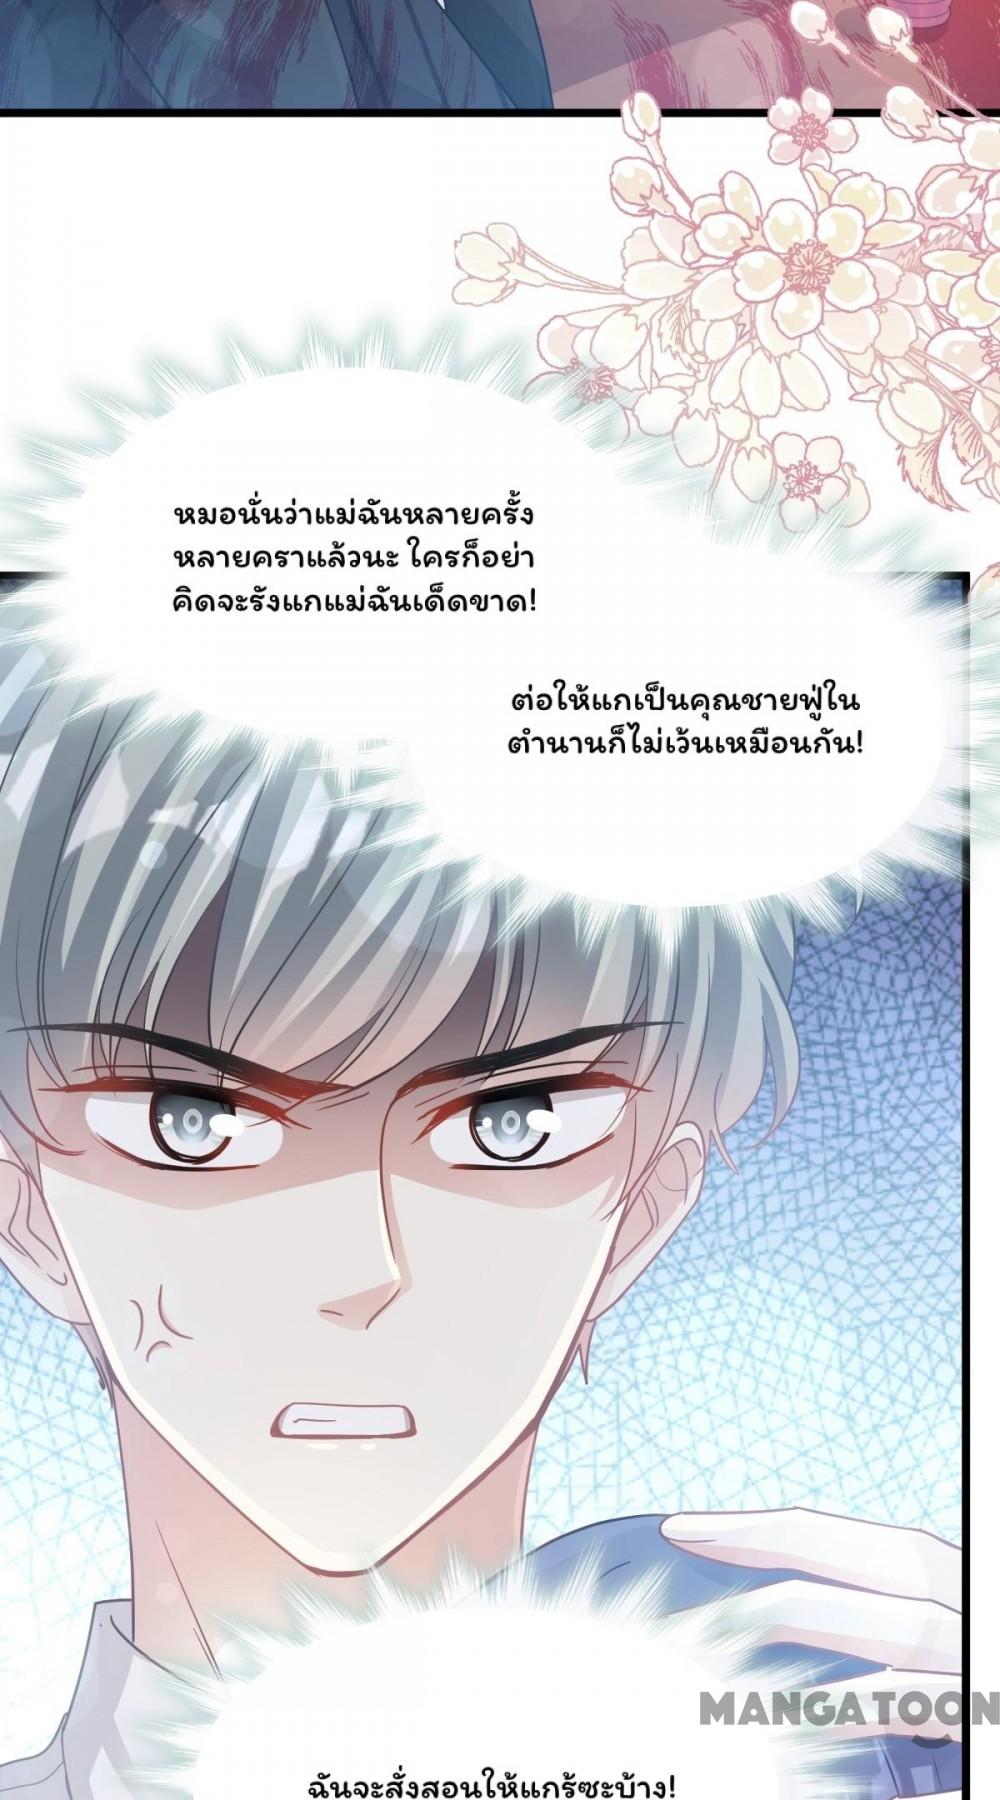 หมอนั่นว่าแม่ฉันหลายครั้ง
หลายคราแล้วนะ ใครก็อย่า
คิดจะรังแกแม่ฉันเด็ดขาด!
ต่อให้แกเป็นคุณชายฟู่ใน
ตำนานก็ไม่เว้นเหมือนกัน!
MANGATOON
ฉันจะสั่งสอนให้แกรู้ซะบ้าง!